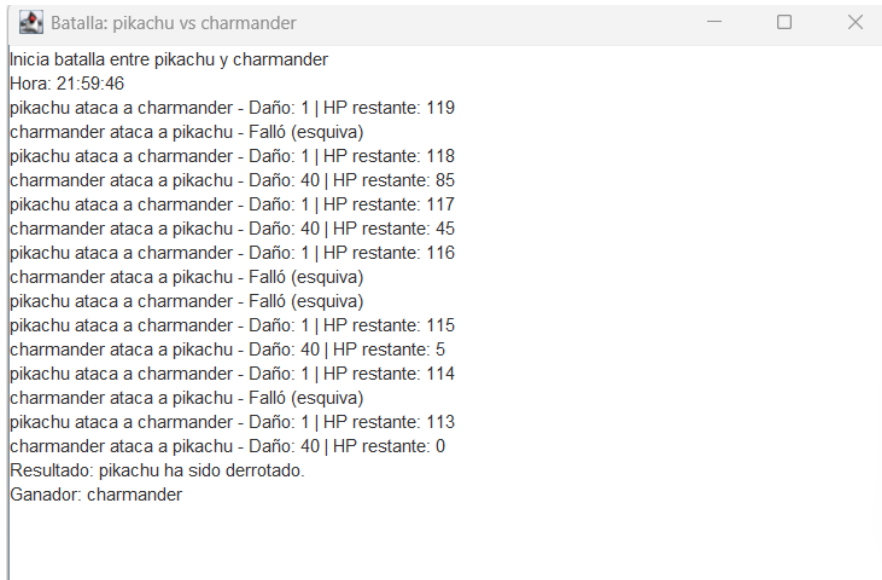 Batalla: pikachu vs charmander
Inicia batalla entre pikachu y charmander
Hora: 21:59:46
pikachu ataca a charmander - Daño: 1 | HP restante: 119
charmander ataca a pikachu - Falló (esquiva)
pikachu ataca a charmander - Daño: 1 | HP restante: 118
charmander ataca a pikachu - Daño: 40 | HP restante: 85
pikachu ataca a charmander - Daño: 1 | HP restante: 117
charmander ataca a pikachu - Daño: 40 | HP restante: 45
pikachu ataca a charmander - Daño: 1 | HP restante: 116
charmander ataca a pikachu - Falló (esquiva)
pikachu ataca a charmander - Falló (esquiva)
pikachu ataca a charmander - Daño: 1 | HP restante: 115
charmander ataca a pikachu - Daño: 40 | HP restante: 5
pikachu ataca a charmander - Daño: 1 | HP restante: 114
charmander ataca a pikachu - Falló (esquiva)
pikachu ataca a charmander - Daño: 1 | HP restante: 113
charmander ataca a pikachu - Daño: 40 | HP restante: 0
Resultado: pikachu ha sido derrotado.
Ganador: charmander